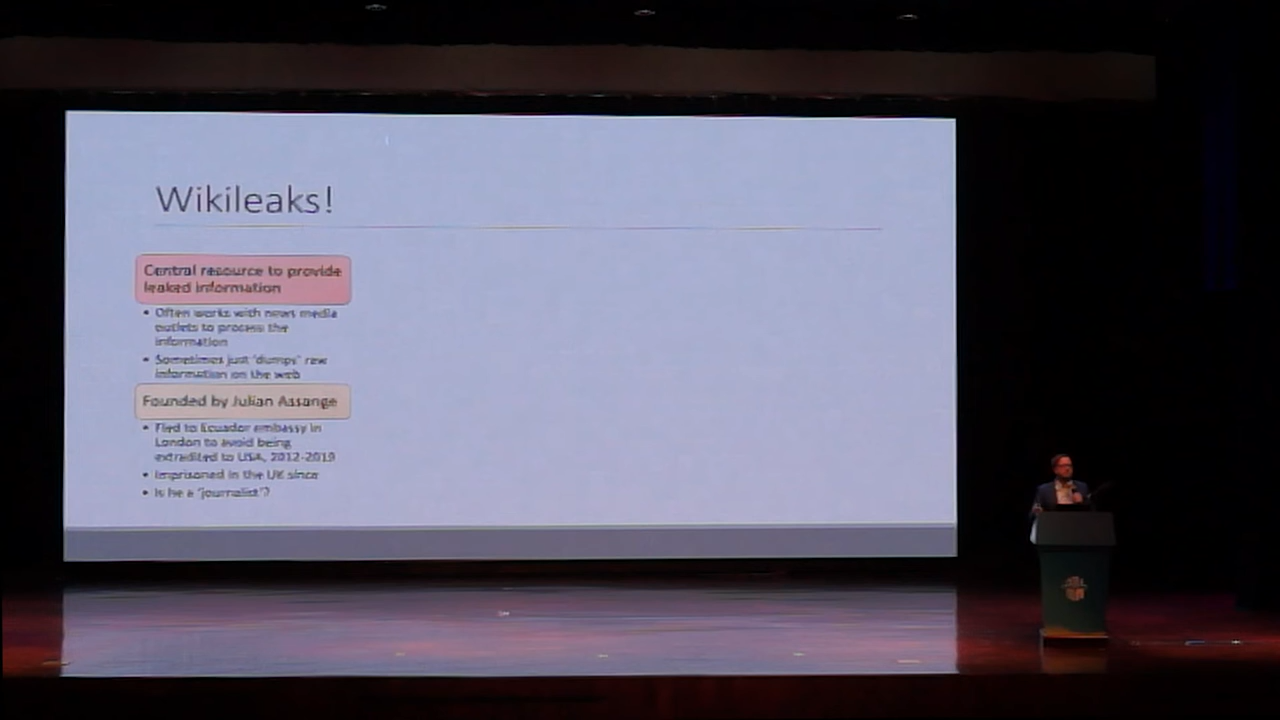 Wikileaks!
Central resource to provide
leaked information
• Often works with news media
outlets to process the
information
• Sometimes just 'dumps' raw
information on the web
Founded by Julian Assange
• Fled to Ecuador embassy in
London to avoid being
extradited to USA, 2012-2019
• Imprisoned in the UK since
• Is he a 'journalist'?